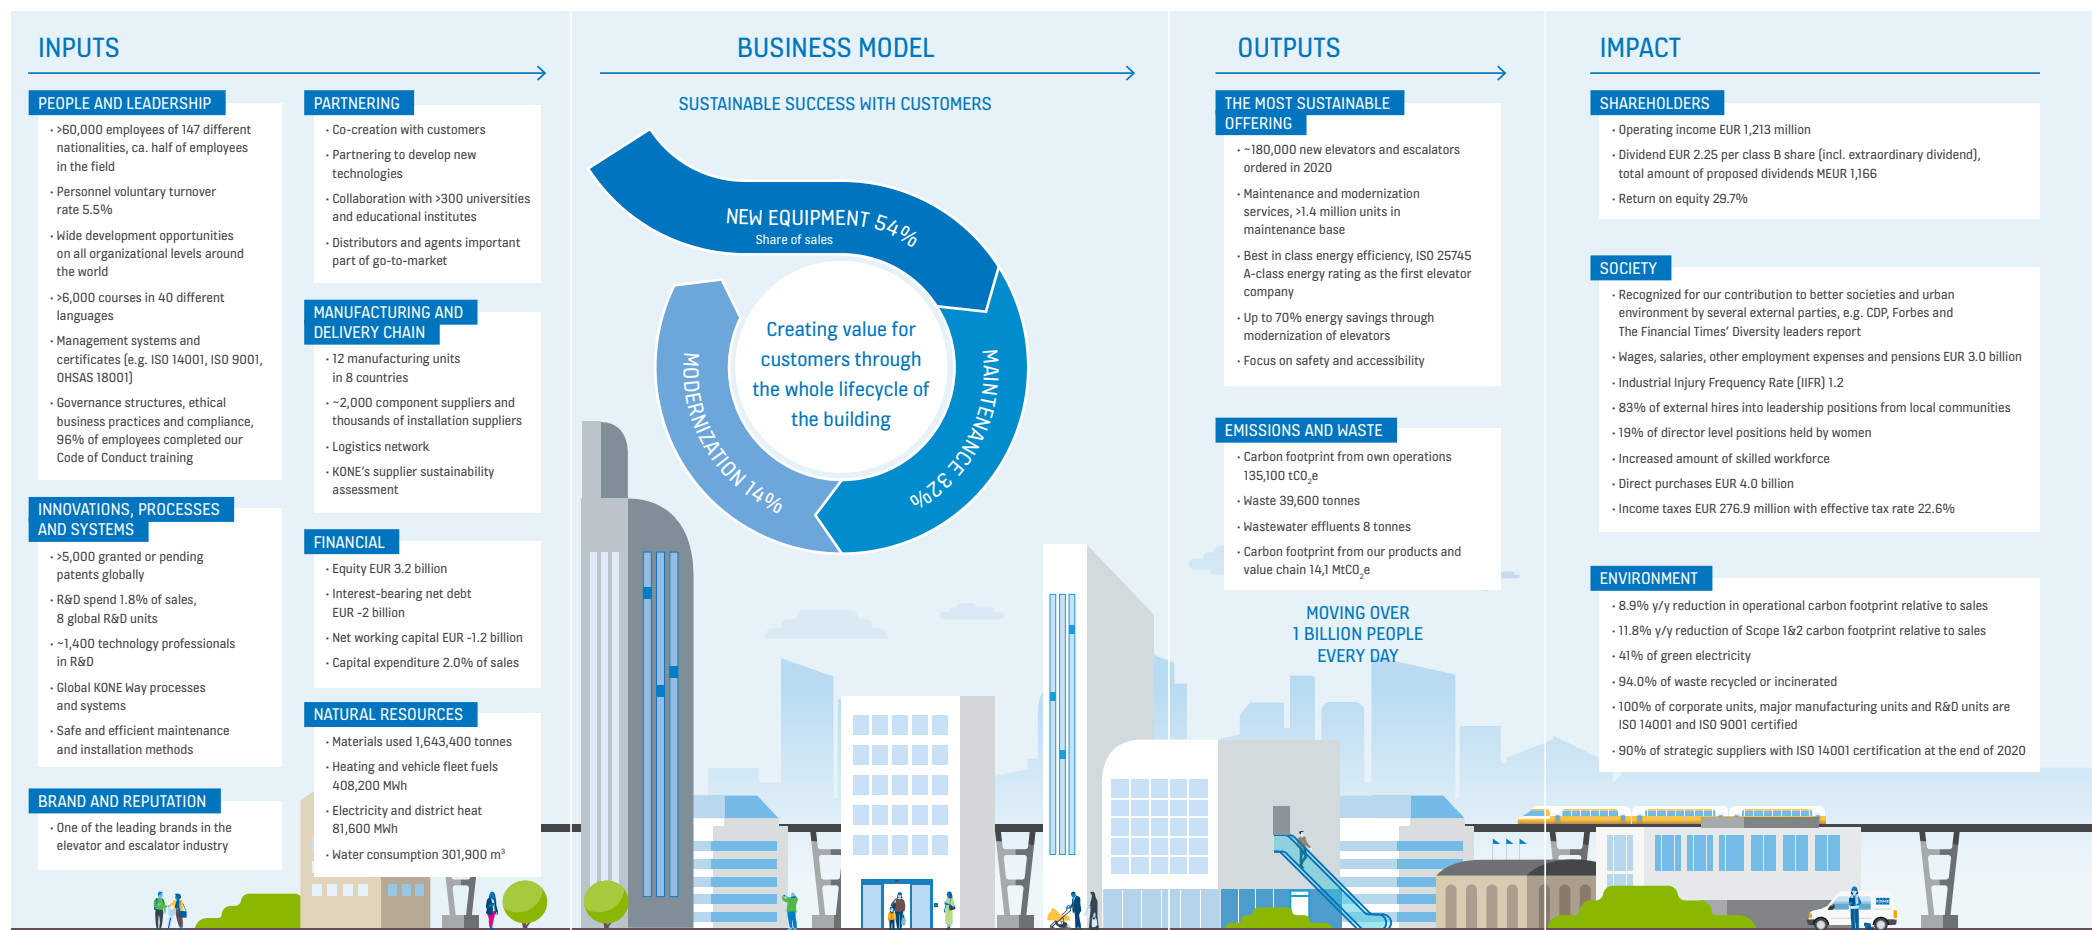 INPUTS
PEOPLE AND LEADERSHIP
• >60,000 employees of 147 different
nationalities, ca. half of employees
in the field
• Personnel voluntary turnover
rate 5.5%
• Wide development opportunities
on all organizational levels around
the world
• >6,000 courses in 40 different
languages
• Management systems and
certificates (e.g. ISO 14001, ISO 9001,
OHSAS 18001)
• Governance structures, ethical
business practices and compliance,
96% of employees completed our
Code of Conduct training
INNOVATIONS, PROCESSES
AND SYSTEMS
• >5,000 granted or pending
patents globally
• R&D spend 1.8% of sales,
8 global R&D units
• ~1,400 technology professionals
in R&D
• Global KONE Way processes
and systems
• Safe and efficient maintenance
and installation methods
BRAND AND REPUTATION
• One of the leading brands in the
elevator and escalator industry
PARTNERING
• Co-creation with customers
• Partnering to develop new
technologies
• Collaboration with >300 universities
and educational institutes
• Distributors and agents important
part of go-to-market
MANUFACTURING AND
DELIVERY CHAIN
• 12 manufacturing units
in 8 countries
• ~2,000 component suppliers and
thousands of installation suppliers
• Logistics network
• KONE's supplier sustainability
assessment
FINANCIAL
• Equity EUR 3.2 billion
• Interest-bearing net debt
EUR -2 billion
• Net working capital EUR -1.2 billion
• Capital expenditure 2.0% of sales
NATURAL RESOURCES
• Materials used 1,643,400 tonnes
• Heating and vehicle fleet fuels
408,200 MWh
• Electricity and district heat
81,600 MWh
• Water consumption 301,900 m³
BUSINESS MODEL
SUSTAINABLE SUCCESS WITH CUSTOMERS
NEW EQUIPMENT 54%
Share of sales
MAINTENANCE 32%
MODERNIZATION 14%
Creating value for
customers through
the whole lifecycle of
the building
OUTPUTS
THE MOST SUSTAINABLE
OFFERING
• ~180,000 new elevators and escalators
ordered in 2020
• Maintenance and modernization
services, >1.4 million units in
maintenance base
• Best in class energy efficiency, ISO 25745
A-class energy rating as the first elevator
company
• Up to 70% energy savings through
modernization of elevators
• Focus on safety and accessibility
EMISSIONS AND WASTE
• Carbon footprint from own operations
135,100 tCO₂e
• Waste 39,600 tonnes
• Wastewater effluents 8 tonnes
• Carbon footprint from our products and
value chain 14,1 MtCO₂e
MOVING OVER
1 BILLION PEOPLE
EVERY DAY
IMPACT
SHAREHOLDERS
• Operating income EUR 1,213 million
• Dividend EUR 2.25 per class B share (incl. extraordinary dividend),
total amount of proposed dividends MEUR 1,166
• Return on equity 29.7%
SOCIETY
• Recognized for our contribution to better societies and urban
environment by several external parties, e.g. CDP, Forbes and
The Financial Times' Diversity leaders report
• Wages, salaries, other employment expenses and pensions EUR 3.0 billion
• Industrial Injury Frequency Rate (IIFR) 1.2
• 83% of external hires into leadership positions from local communities
• 19% of director level positions held by women
• Increased amount of skilled workforce
• Direct purchases EUR 4.0 billion
• Income taxes EUR 276.9 million with effective tax rate 22.6%
ENVIRONMENT
• 8.9% y/y reduction in operational carbon footprint relative to sales
• 11.8% y/y reduction of Scope 1&2 carbon footprint relative to sales
• 41% of green electricity
• 94.0% of waste recycled or incinerated
• 100% of corporate units, major manufacturing units and R&D units are
ISO 14001 and ISO 9001 certified
• 90% of strategic suppliers with ISO 14001 certification at the end of 2020